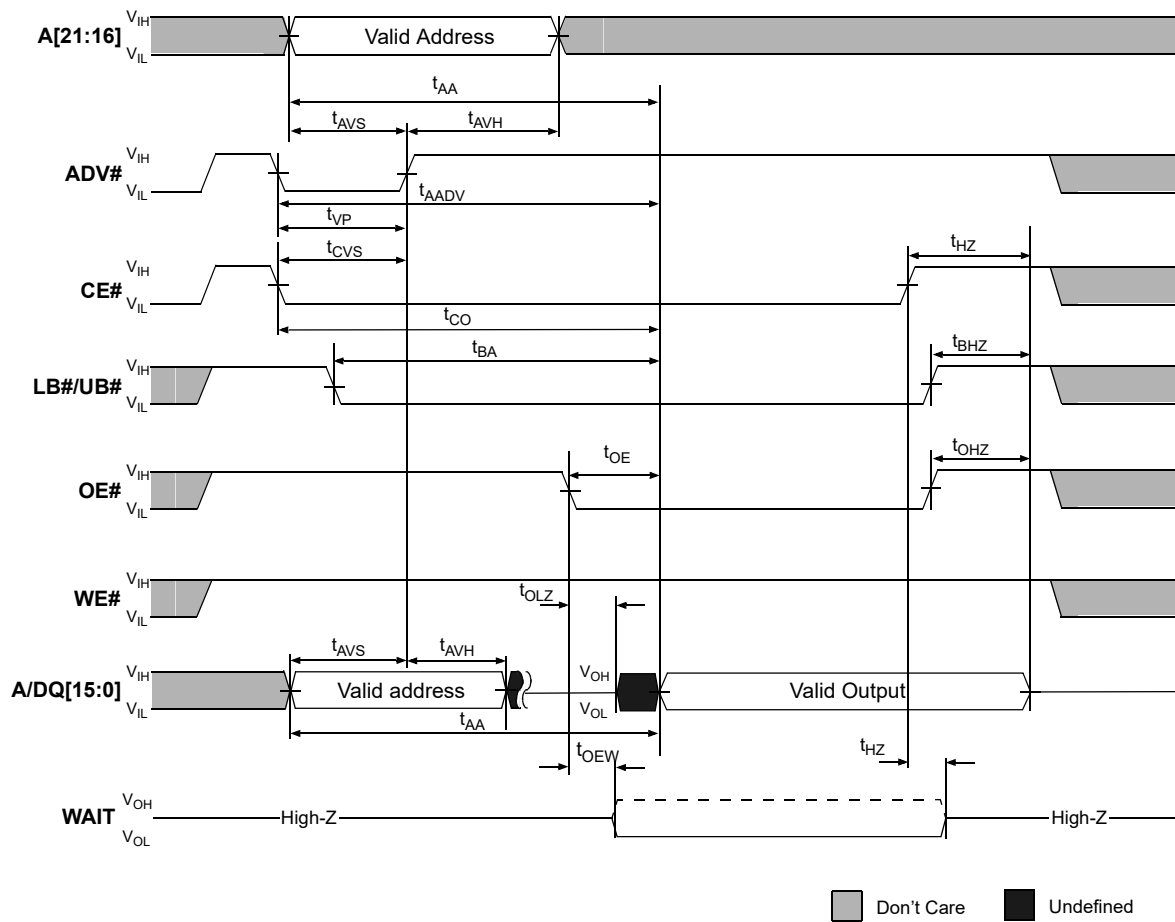 A[21:16] V_IH Valid Address
V_IL
t_AA
t_AVS t_AVH
ADV# V_IH
V_IL
t_AADV
t_VP
t_CVS t_HZ
CE# V_IH
V_IL
t_CO
t_BA t_BHZ
LB#/UB# V_IH
V_IL
t_OE t_OHZ
OE# V_IH
V_IL
WE# V_IH
V_IL
t_OLZ
t_AVS t_AVH
A/DQ[15:0] V_IH Valid address V_OH Valid Output
V_IL V_OL
t_AA
t_OEW t_HZ
WAIT V_OH
High-Z High-Z
V_OL
Don't Care Undefined